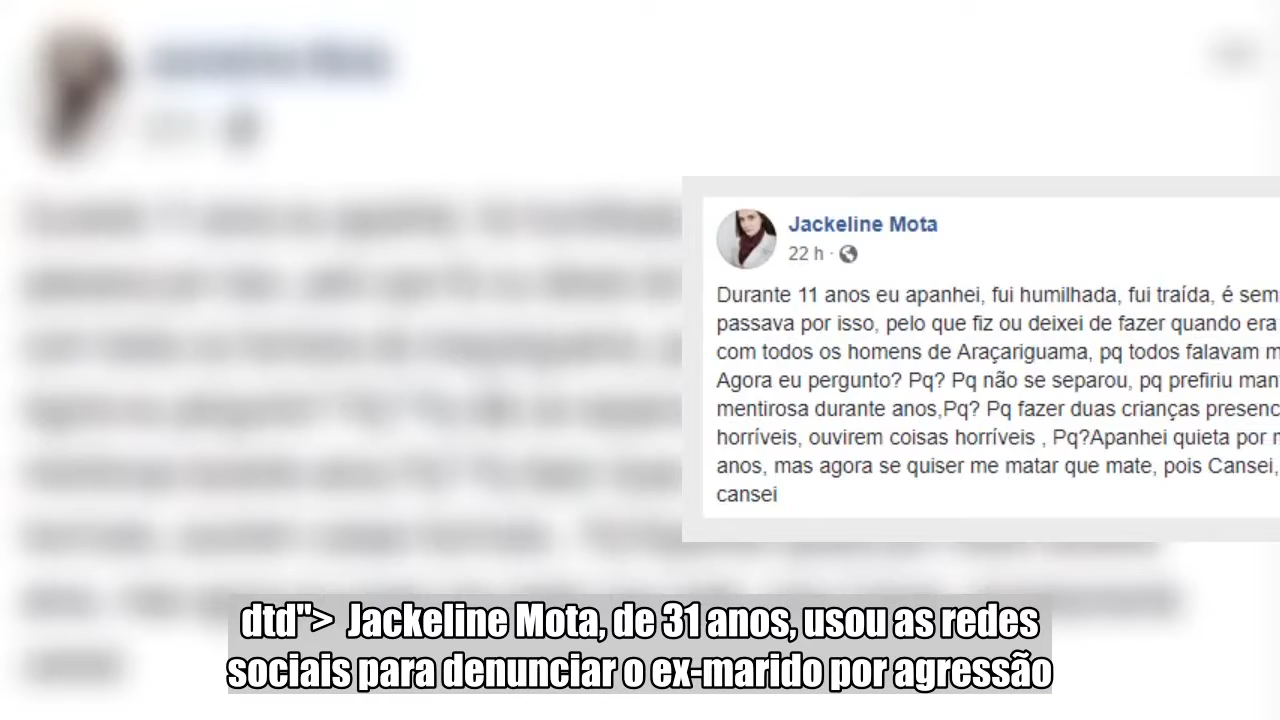 Jackeline Mota
22 h ·
Durante 11 anos eu apanhei, fui humilhada, fui traída, é sem
passava por isso, pelo que fiz ou deixei de fazer quando era
com todos os homens de Araçariguama, pq todos falavam m
Agora eu pergunto? Pq? Pq não se separou, pq prefiriu man
mentirosa durante anos,Pq? Pq fazer duas crianças presenc
horríveis, ouvirem coisas horríveis , Pq?Apanhei quieta por m
anos, mas agora se quiser me matar que mate, pois Cansei,
cansei
dtd"> Jackeline Mota, de 31 anos, usou as redes
sociais para denunciar o ex-marido por agressão